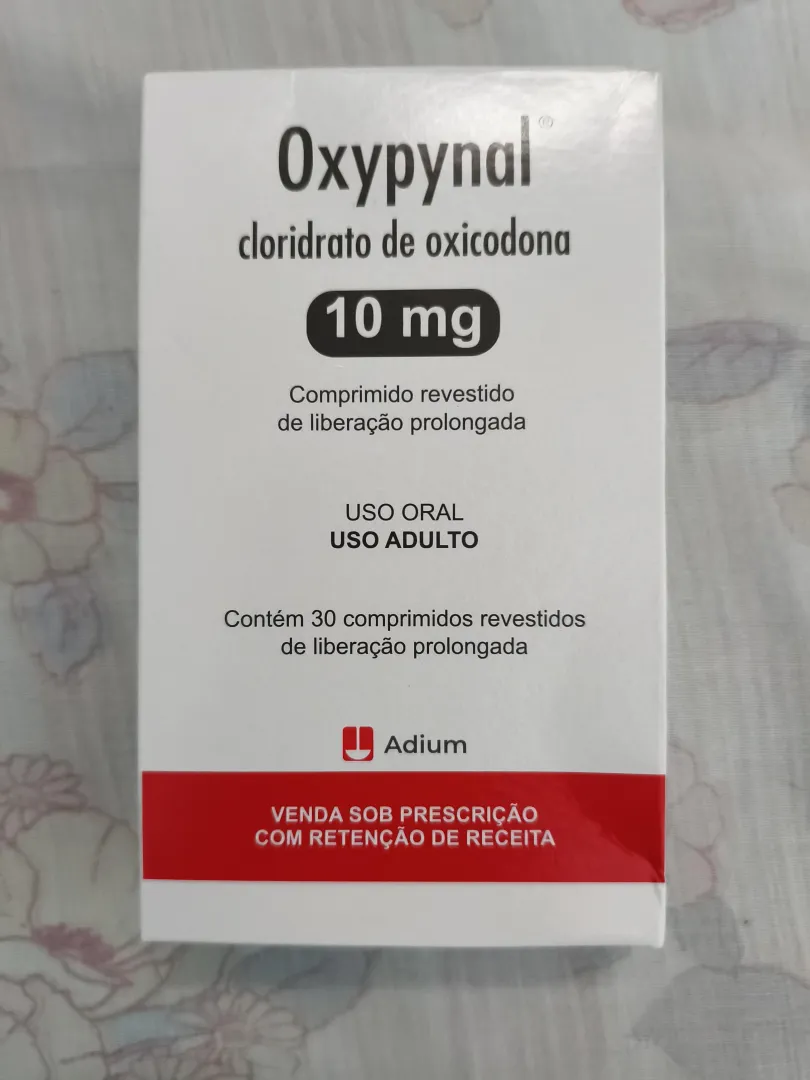 Oxypynal®
cloridrato de oxicodona
10 mg
Comprimido revestido
de liberação prolongada
USO ORAL
USO ADULTO
Contém 30 comprimidos revestidos
de liberação prolongada
Adium
VENDA SOB PRESCRIÇÃO
COM RETENÇÃO DE RECEITA